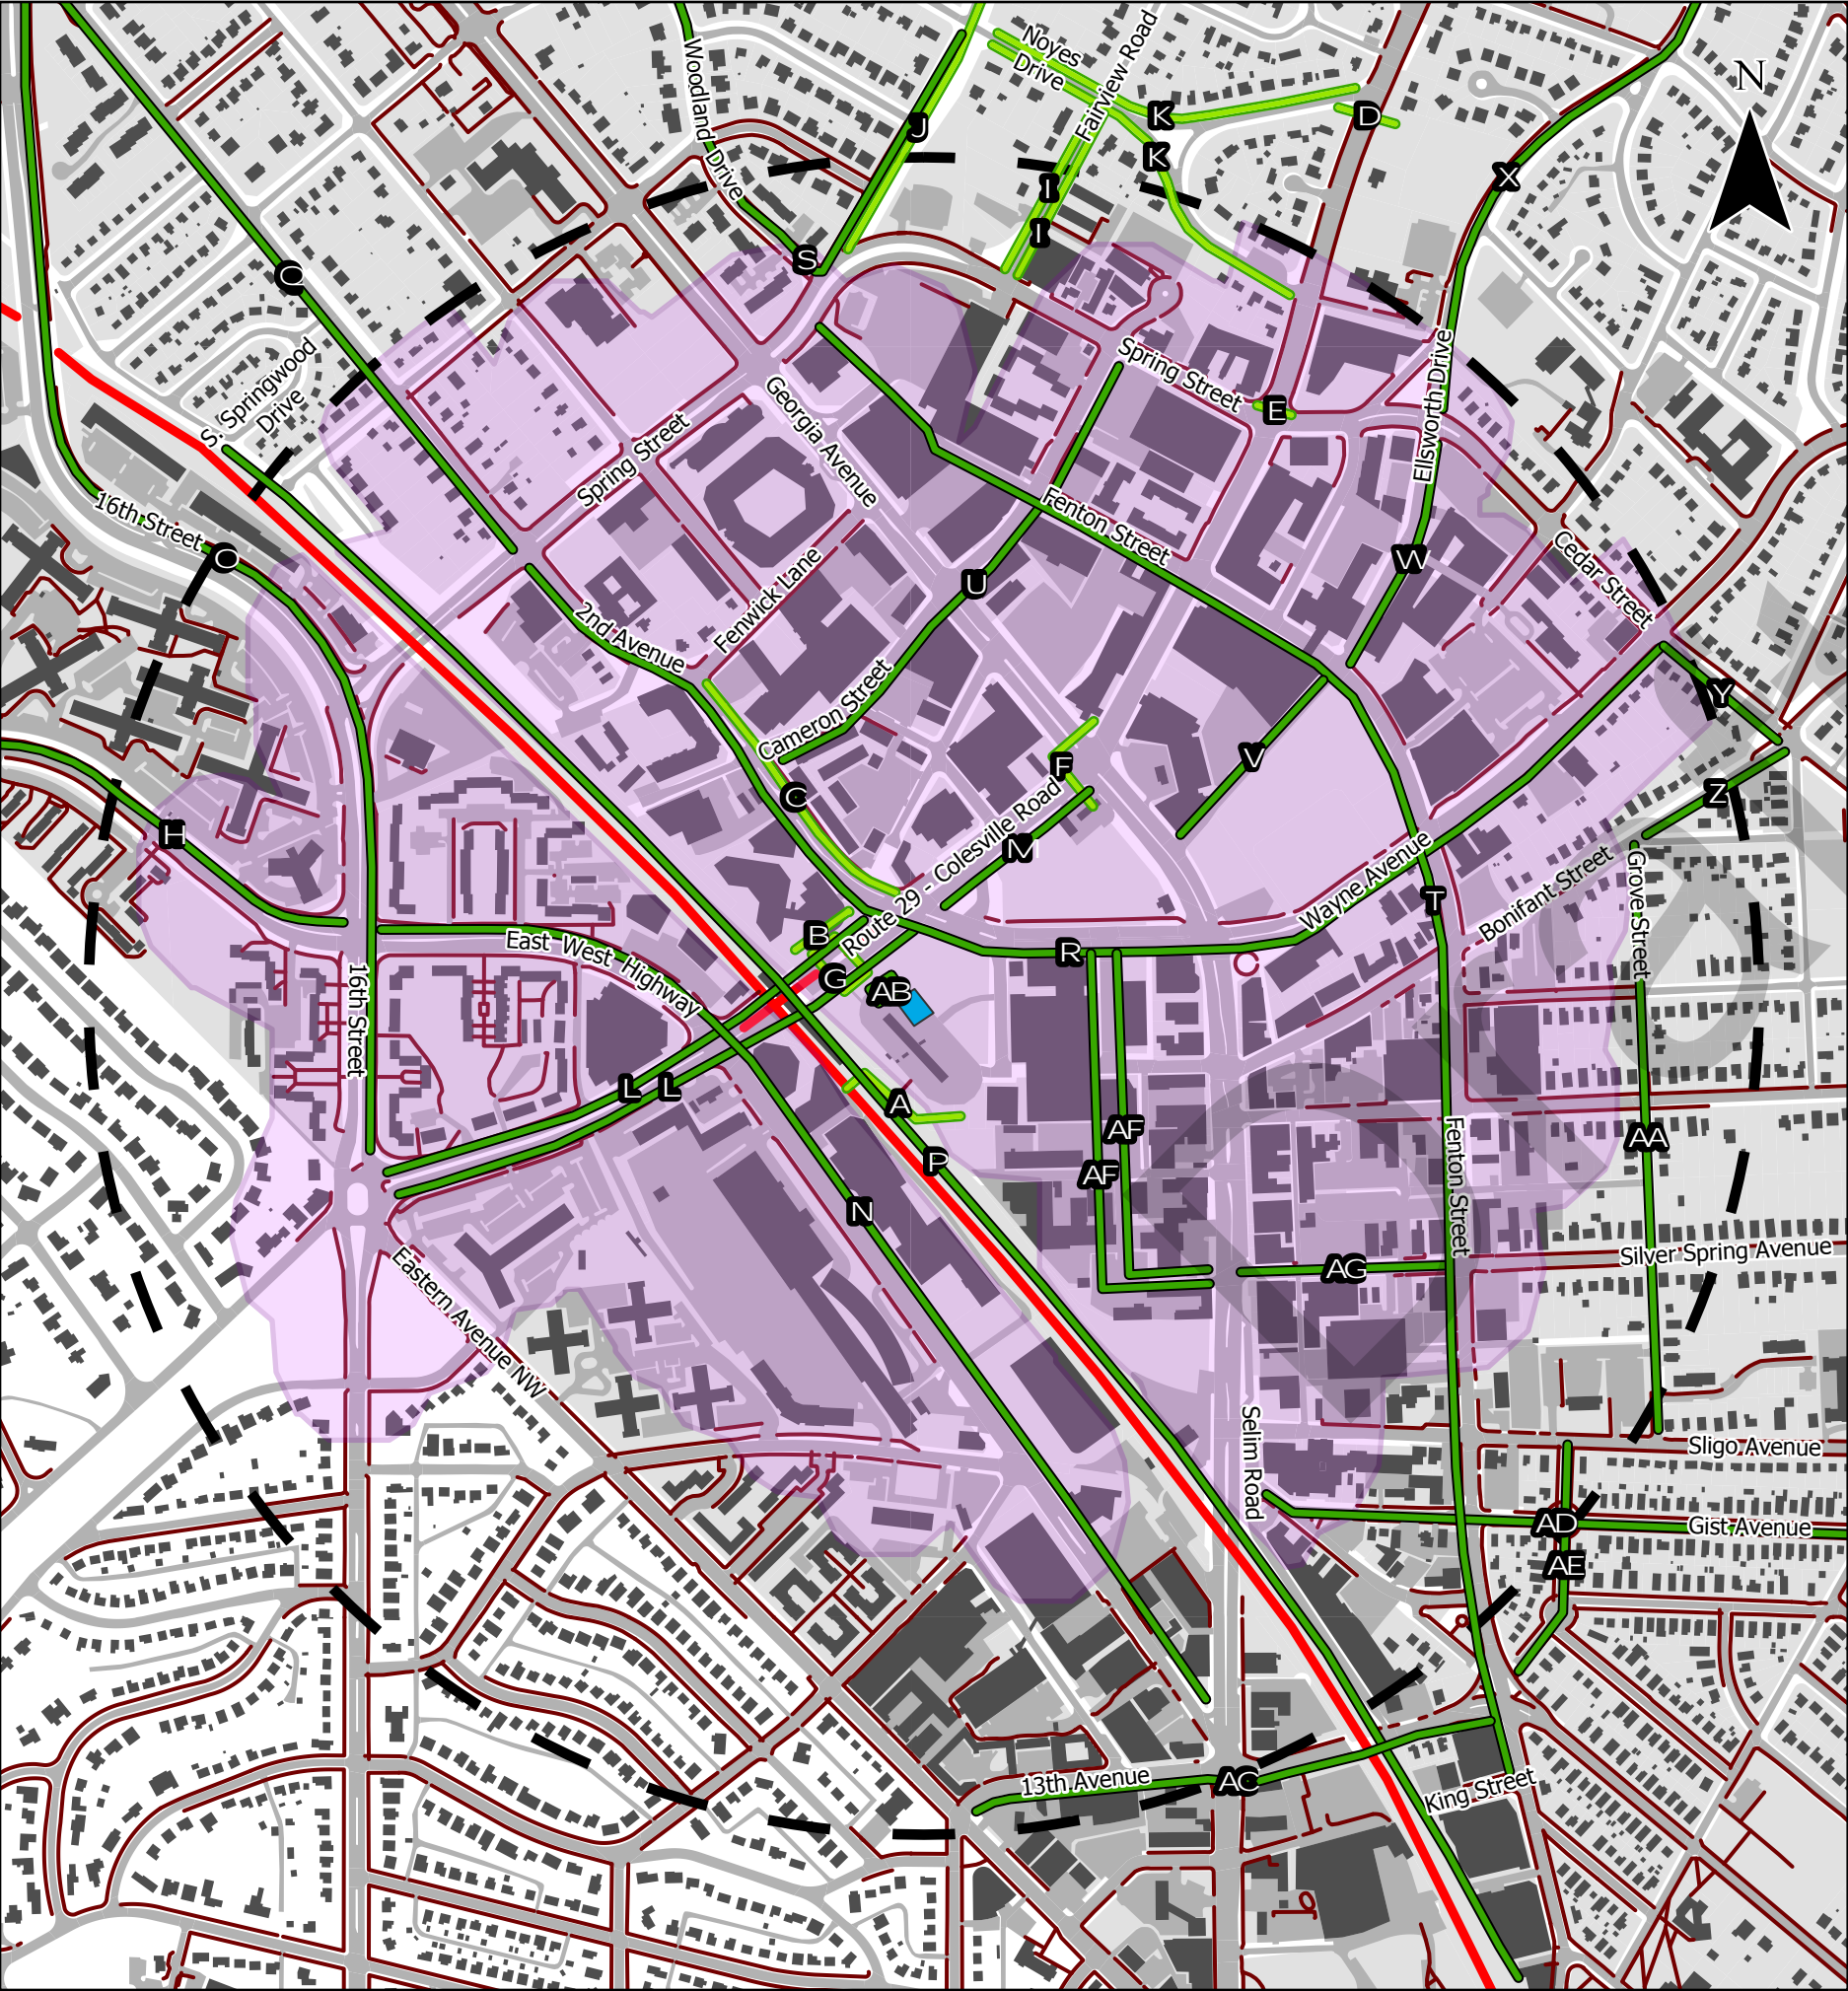 N
Noyes
Drive
Fairview Road
Woodland Drive
J
K
D
K
I
X
I
S
C
S. Springwood
Drive
Spring Street
Georgia Avenue
Spring Street
E
Ellsworth Drive
16th Street
O
Fenton Street
W
Cedar Street
U
Fenwick Lane
2nd Avenue
Cameron Street
Y
F
V
C
Z
H
M
Route 29 - Colesville Road
Wayne Avenue
T
Bonifant Street
Grove Street
B
East West Highway
R
G
AB
16th Street
L
L
A
AF
AA
P
AF
N
Fenton Street
Silver Spring Avenue
AG
Eastern Avenue NW
Selim Road
Sligo Avenue
AD
Gist Avenue
AE
13th Avenue
AC
King Street